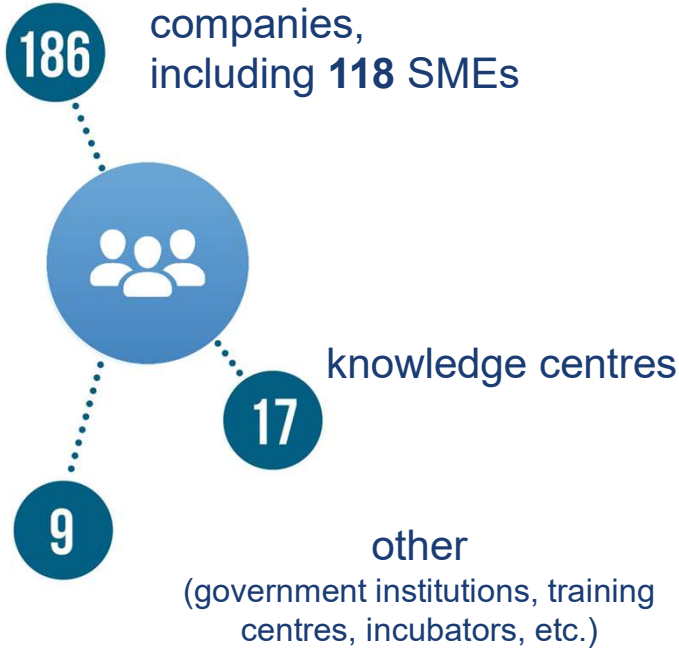 186
companies,
including 118 SMEs
knowledge centres
17
9
other
(government institutions, training
centres, incubators, etc.)